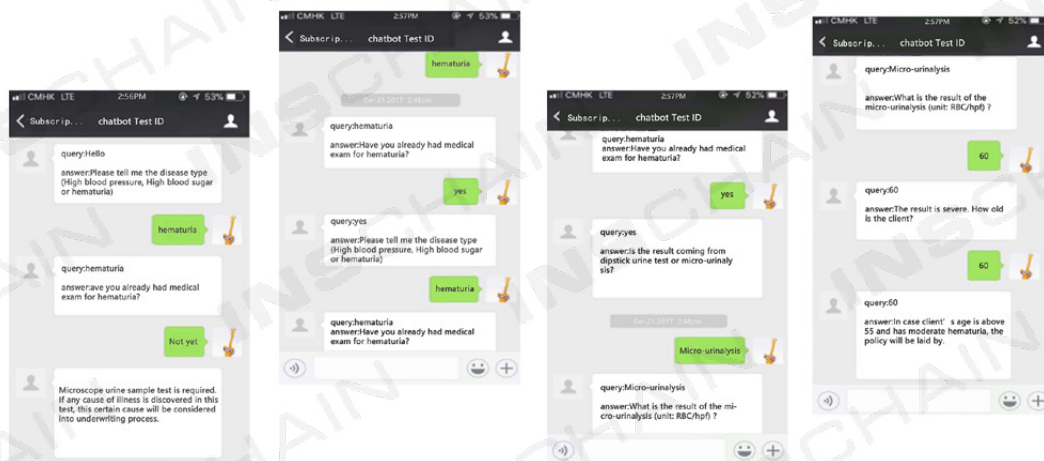 CMHK LTE 2:56PM 53%
Subscrip... chatbot Test ID
query:Hello
answer:Please tell me the disease type
(High blood pressure, High blood sugar
or hematuria)
hematuria
query:hematuria
answer:ave you already had medical
exam for hematuria?
Not yet
Microscope urine sample test is required.
If any cause of illness is discovered in this
test, this certain cause will be considered
into underwriting process.
CMHK LTE 2:57PM 53%
Subscrip... chatbot Test ID
hematuria
Dec 21,2017 2:48pm
query:hematuria
answer:Have you already had medical
exam for hematuria?
yes
query:yes
answer:Please tell me the disease type
(High blood pressure, High blood sugar
or hematuria)
hematuria
query:hematuria
answer:Have you already had medical
exam for hematuria?
CMHK LTE 2:57PM 52%
Subscrip... chatbot Test ID
query:hematuria
answer:Have you already had medical
exam for hematuria?
yes
query:yes
answer:is the result coming from
dipstick urine test or micro-urinaly
sis?
Dec 21,2017 2:48pm
Micro-urinalysis
query:Micro-urinalysis
answer:What is the result of the mi-
cro-urinalysis (unit: RBC/hpf) ?
CMHK LTE 2:57PM 52%
Subscrip... chatbot Test ID
query:Micro-urinalysis
answer:What is the result of the
micro-urinalysis (unit: RBC/hpf) ?
60
query:60
answer:The result is severe. How old
is the client?
60
query:60
answer:In case client' s age is above
55 and has moderate hematuria, the
policy will be laid by.
INSCHAIN